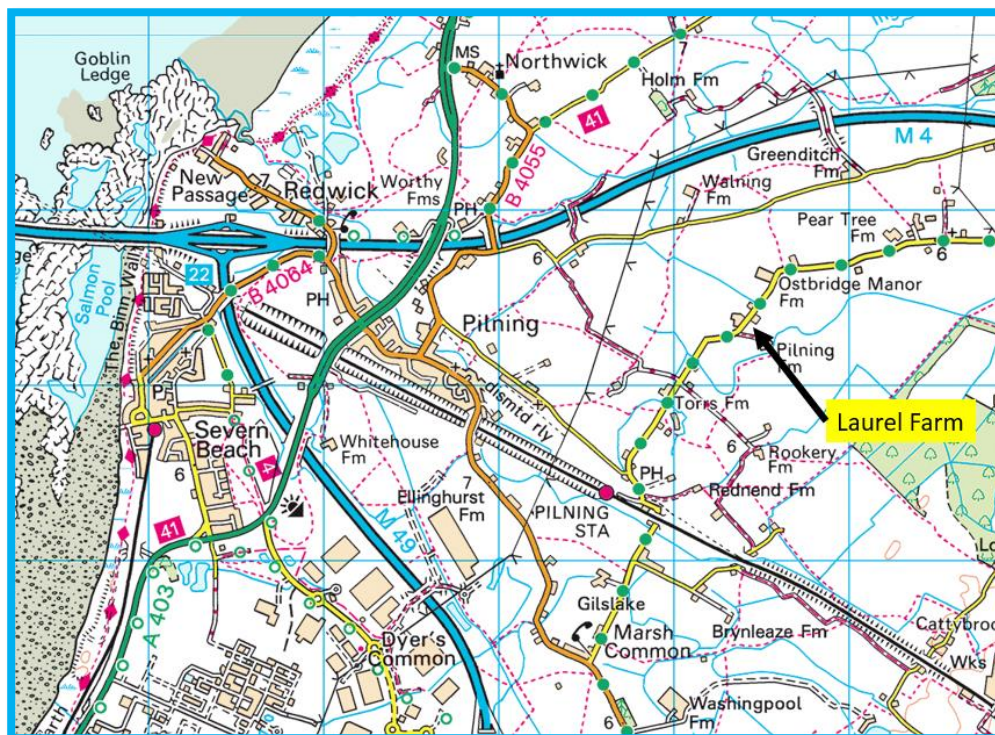 Goblin
Ledge
MS
Northwick
7
Holm Fm
41
M 4
B 4055
Greenditch
Fm
New
Passage
7
Redwick
Worthy
Fms
PH
Walning
Fm
Pear Tree
Fm
6
6
22
B 4064
PH
Ostbridge Manor
Fm
Salmon
Pool
The Binn Wall
Pilning
Pilning
Fm
Laurel Farm
dismtd rly
Torrs Fm
Severn
Beach
6
4
Whitehouse
Fm
7
Ellinghurst
Fm
PH
6
Rookery
Fm
Rednend Fm
PILNING
STA
41
M 49
A 403
Gilslake
Marsh
Common
Brynleaze Fm
Dyer's
Common
Wks
6
Washingpool
Fm